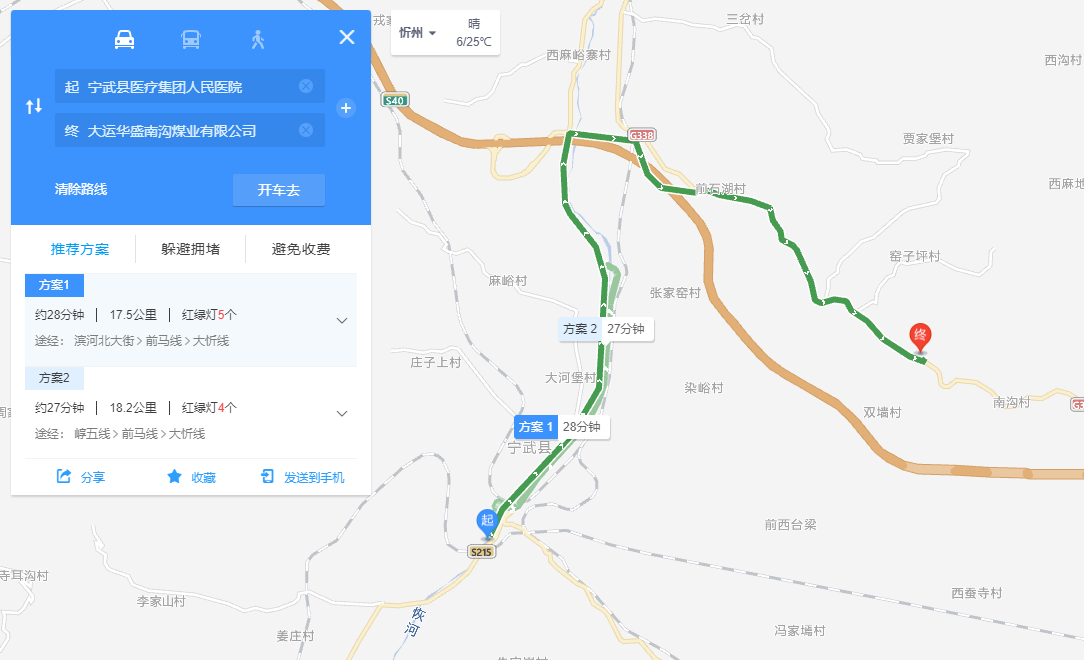 起 宁武县医疗集团人民医院
终 大运华盛南沟煤业有限公司
清除路线
开车去
推荐方案
躲避拥堵
避免收费
方案1
约28分钟 | 17.5公里 | 红绿灯5个
途经： 滨河北大街 > 前马线 > 大忻线
方案2
约27分钟 | 18.2公里 | 红绿灯4个
途经： 崞五线 > 前马线 > 大忻线
分享
收藏
发送到手机
忻州
晴
6/25℃
三岔村
西麻峪寨村
西沟村
S40
G338
贾家堡村
前石湖村
西麻地
窑子坪村
麻峪村
张家窑村
方案 2 27分钟
终
庄子上村
大河堡村
染峪村
南沟村
双墙村
方案 1 28分钟
宁武县
起
S215
前西台梁
寺耳沟村
李家山村
西蚕寺村
恢河
姜庄村
冯家墕村